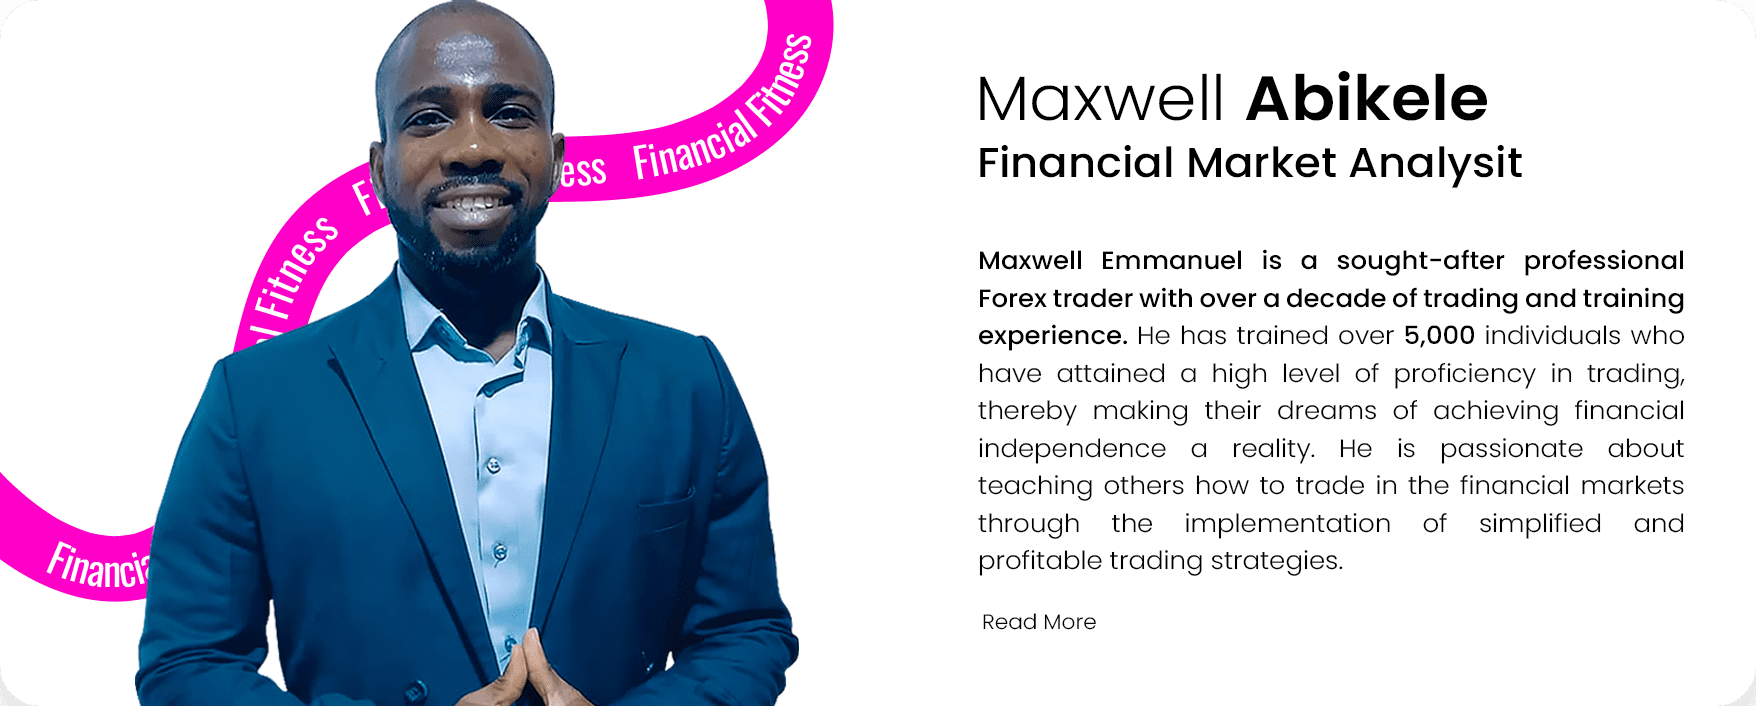 Maxwell Abikele
Financial Market Analysit
Maxwell Emmanuel is a sought-after professional
Forex trader with over a decade of trading and training
experience. He has trained over 5,000 individuals who
have attained a high level of proficiency in trading,
thereby making their dreams of achieving financial
independence a reality. He is passionate about
teaching others how to trade in the financial markets
through the implementation of simplified and
profitable trading strategies.
Read More
Financia
l Fitness
F
ess
Financial Fitness